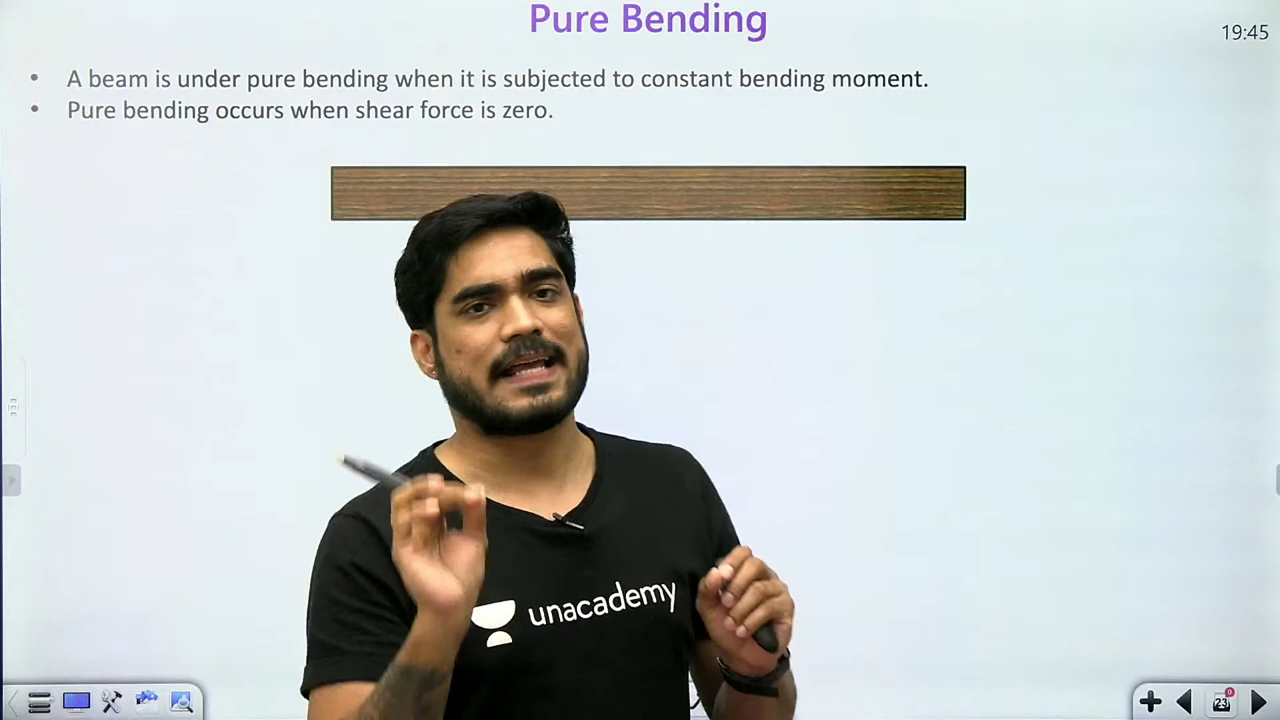 Pure Bending
19:45
• A beam is under pure bending when it is subjected to constant bending moment.
• Pure bending occurs when shear force is zero.
unacademy
0
23